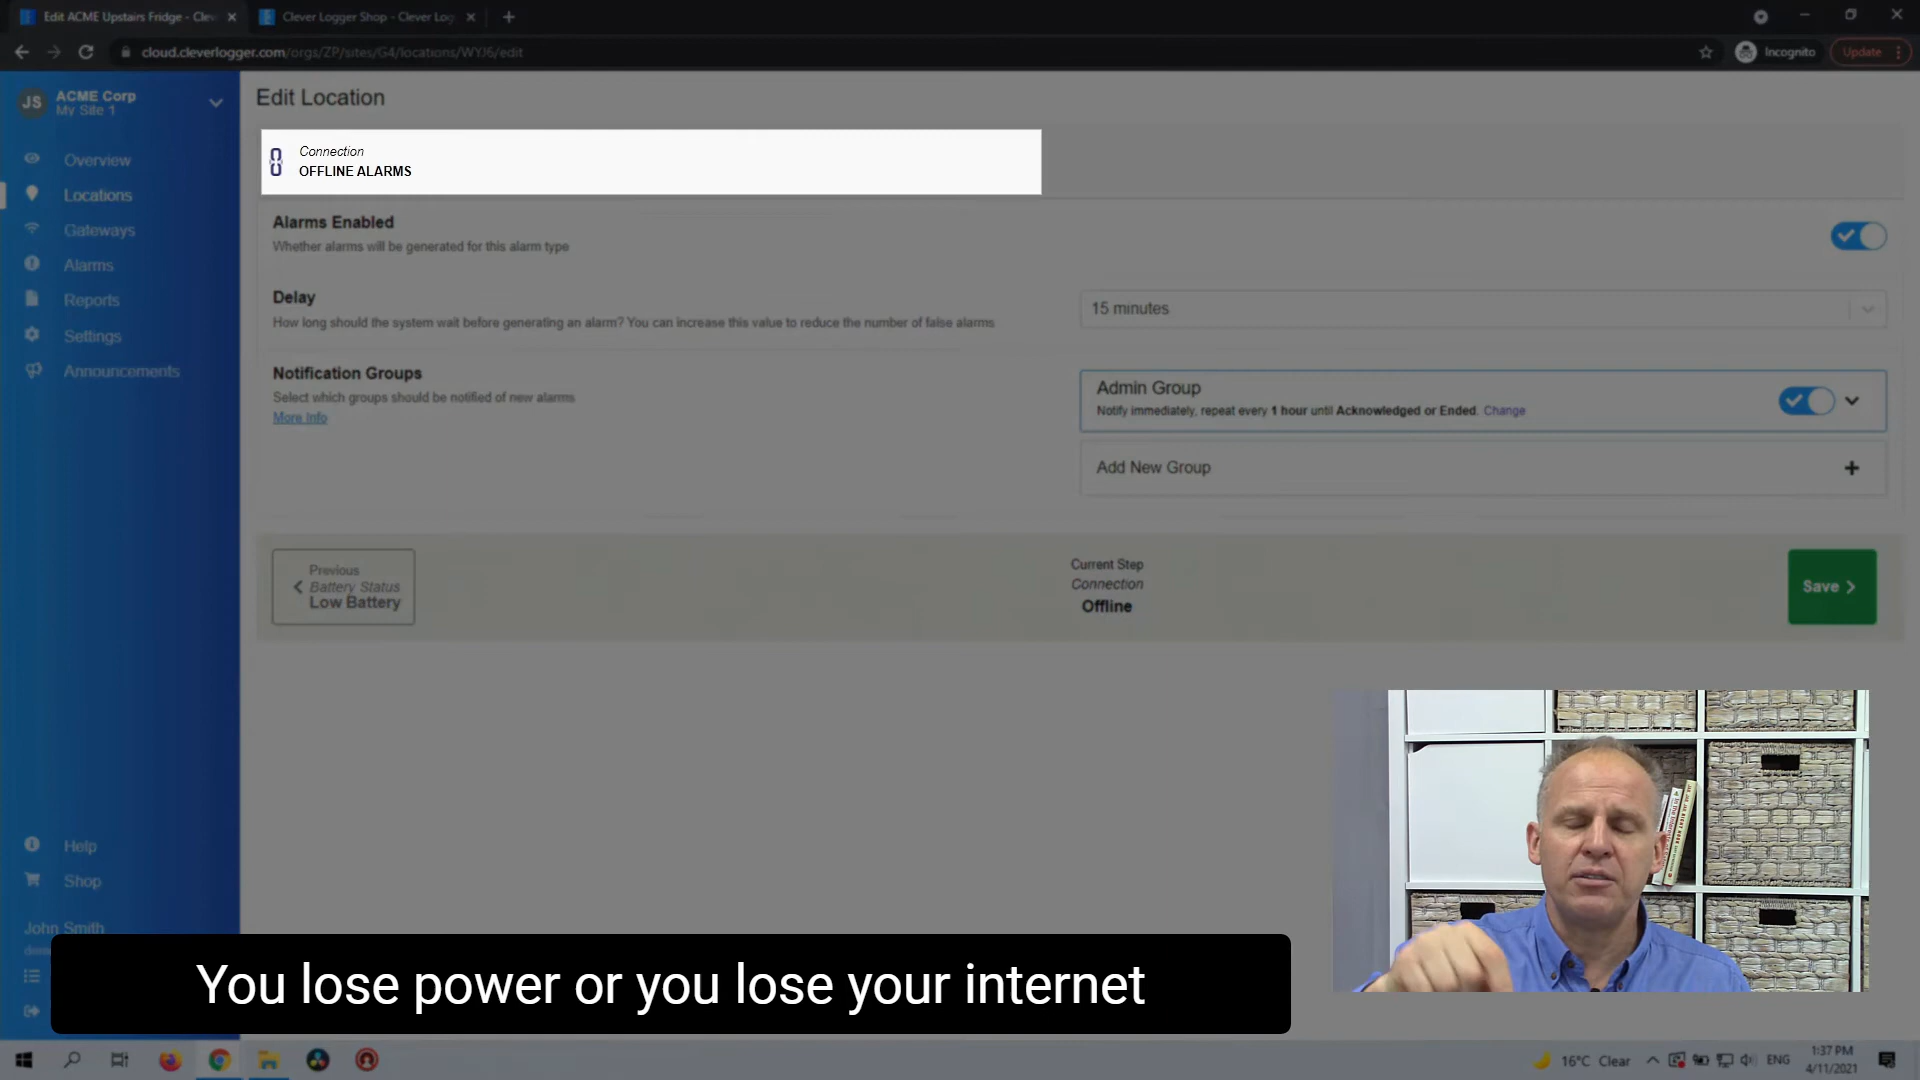 Edit ACME Upstairs Fridge - Clev
Clever Logger Shop - Clever Log
cloud.cleverlogger.com/orgs/ZP/sites/G4/locations/WYJ6/edit
Incognito
Update
JS
ACME Corp
My Site 1
Overview
Locations
Gateways
Alarms
Reports
Settings
Announcements
Help
Shop
John Smith
Edit Location
Connection
OFFLINE ALARMS
Alarms Enabled
Whether alarms will be generated for this alarm type
Delay
How long should the system wait before generating an alarm? You can increase this value to reduce the number of false alarms
15 minutes
Notification Groups
Select which groups should be notified of new alarms
More Info
Admin Group
Notify immediately, repeat every 1 hour until Acknowledged or Ended. Change
Add New Group
Previous
Battery Status
Low Battery
Current Step
Connection
Offline
Save
You lose power or you lose your internet
16°C Clear
ENG
1:37 PM
4/11/2021